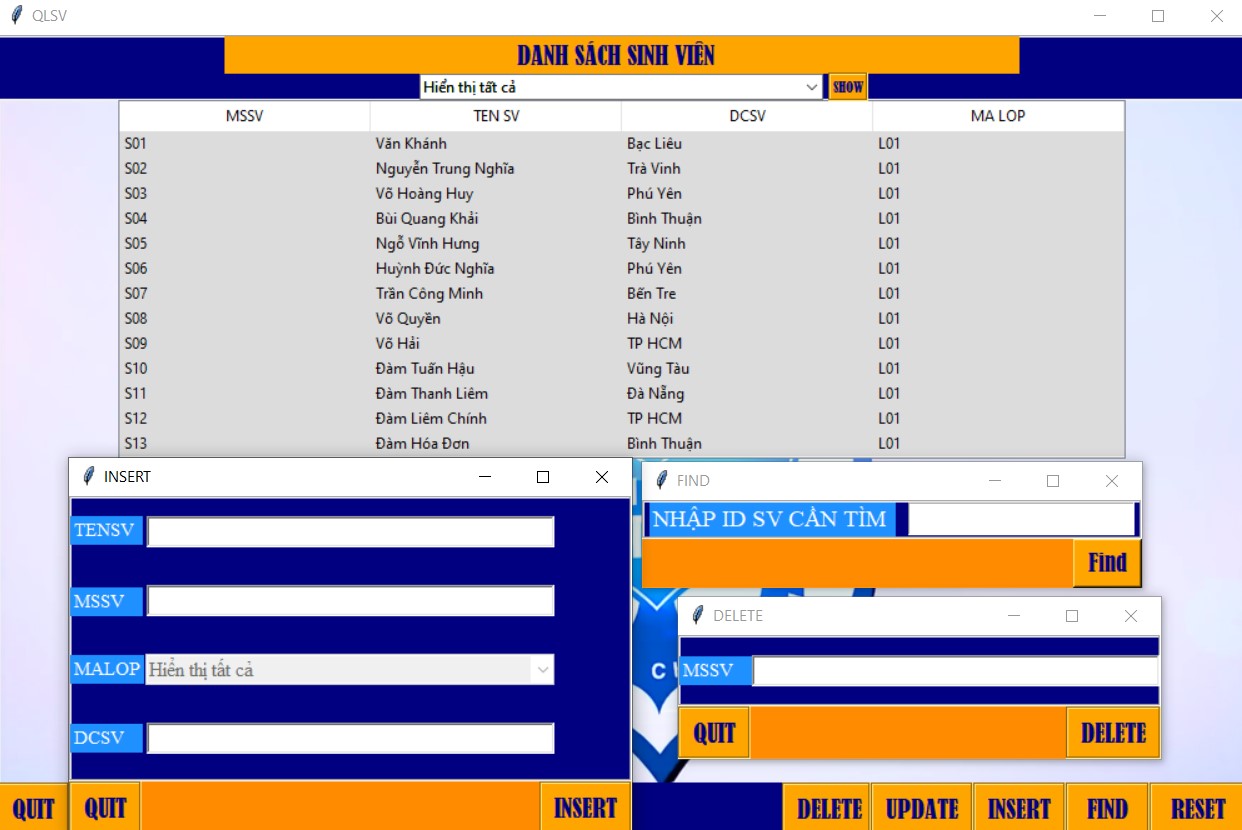 QLSV
DANH SÁCH SINH VIÊN
Hiển thị tất cả SHOW
MSSV TEN SV DCSV MA LOP
S01 Văn Khánh Bạc Liêu L01
S02 Nguyễn Trung Nghĩa Trà Vinh L01
S03 Võ Hoàng Huy Phú Yên L01
S04 Bùi Quang Khải Bình Thuận L01
S05 Ngỗ Vĩnh Hưng Tây Ninh L01
S06 Huỳnh Đức Nghĩa Phú Yên L01
S07 Trần Công Minh Bến Tre L01
S08 Võ Quyền Hà Nội L01
S09 Võ Hải TP HCM L01
S10 Đàm Tuấn Hậu Vũng Tàu L01
S11 Đàm Thanh Liêm Đà Nẵng L01
S12 Đàm Liêm Chính TP HCM L01
S13 Đàm Hóa Đơn Bình Thuận L01
INSERT
TENSV
MSSV
MALOP Hiển thị tất cả
DCSV
QUIT INSERT
FIND
NHẬP ID SV CẦN TÌM
Find
DELETE
MSSV
QUIT DELETE
QUIT DELETE UPDATE INSERT FIND RESET